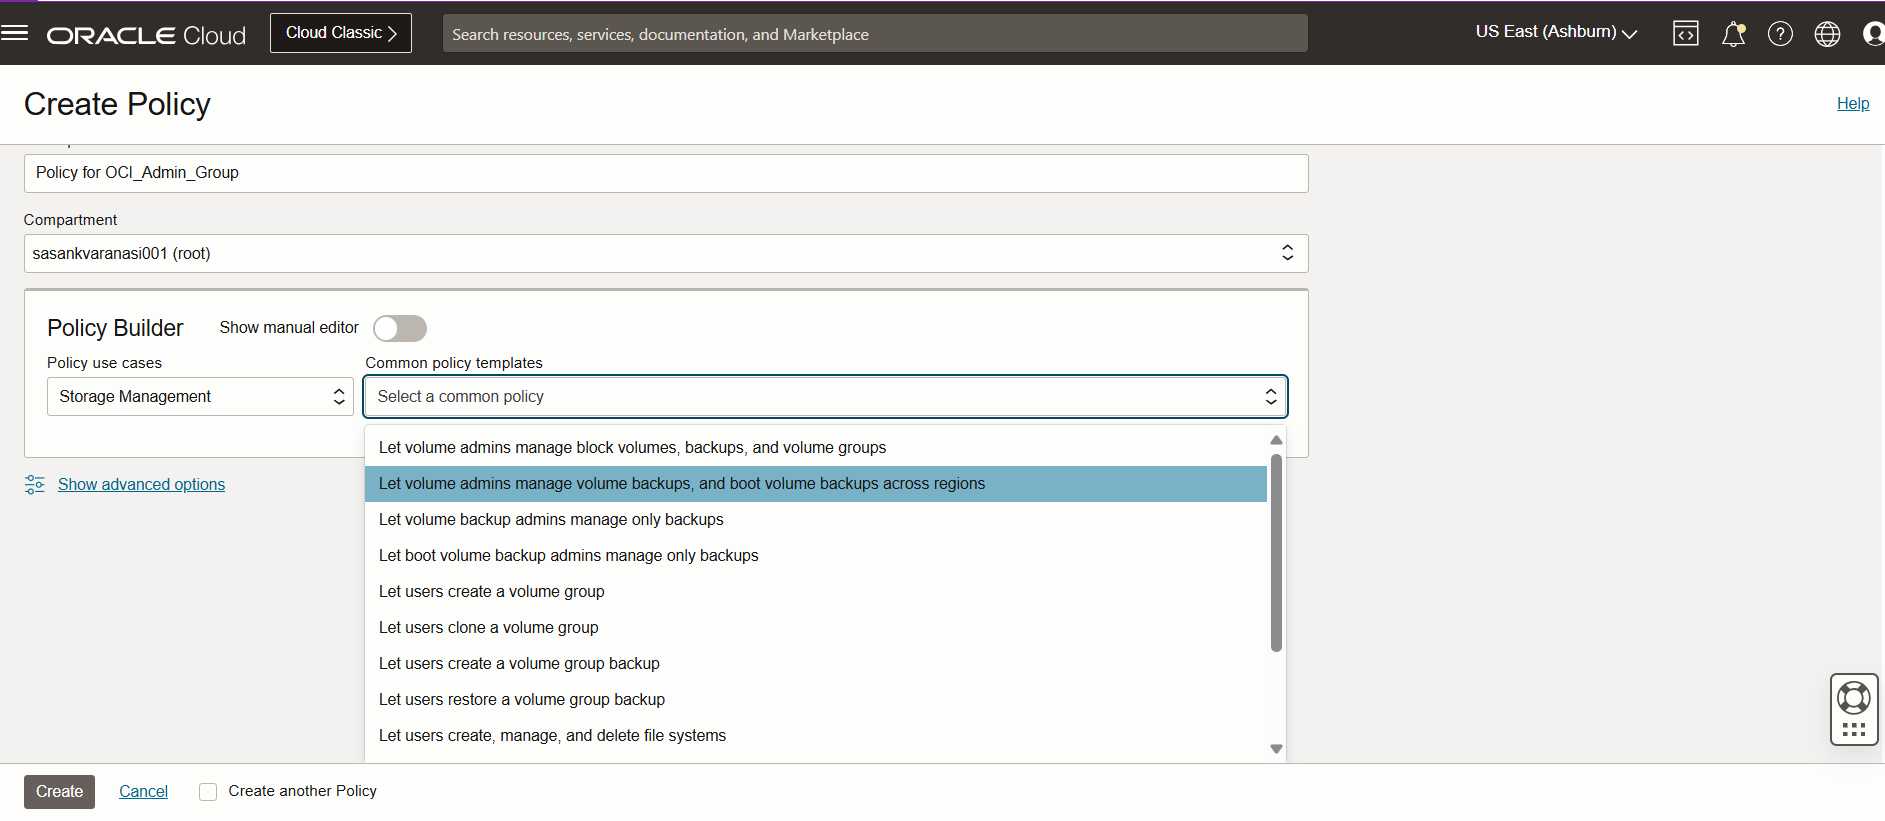 ORACLE Cloud
Cloud Classic
Search resources, services, documentation, and Marketplace
US East (Ashburn)
Create Policy
Help
Policy for OCI_Admin_Group
Compartment
sasankvaranasi001 (root)
Policy Builder
Show manual editor
Policy use cases
Common policy templates
Storage Management
Select a common policy
Let volume admins manage block volumes, backups, and volume groups
Let volume admins manage volume backups, and boot volume backups across regions
Let volume backup admins manage only backups
Let boot volume backup admins manage only backups
Let users create a volume group
Let users clone a volume group
Let users create a volume group backup
Let users restore a volume group backup
Let users create, manage, and delete file systems
Show advanced options
Create
Cancel
Create another Policy